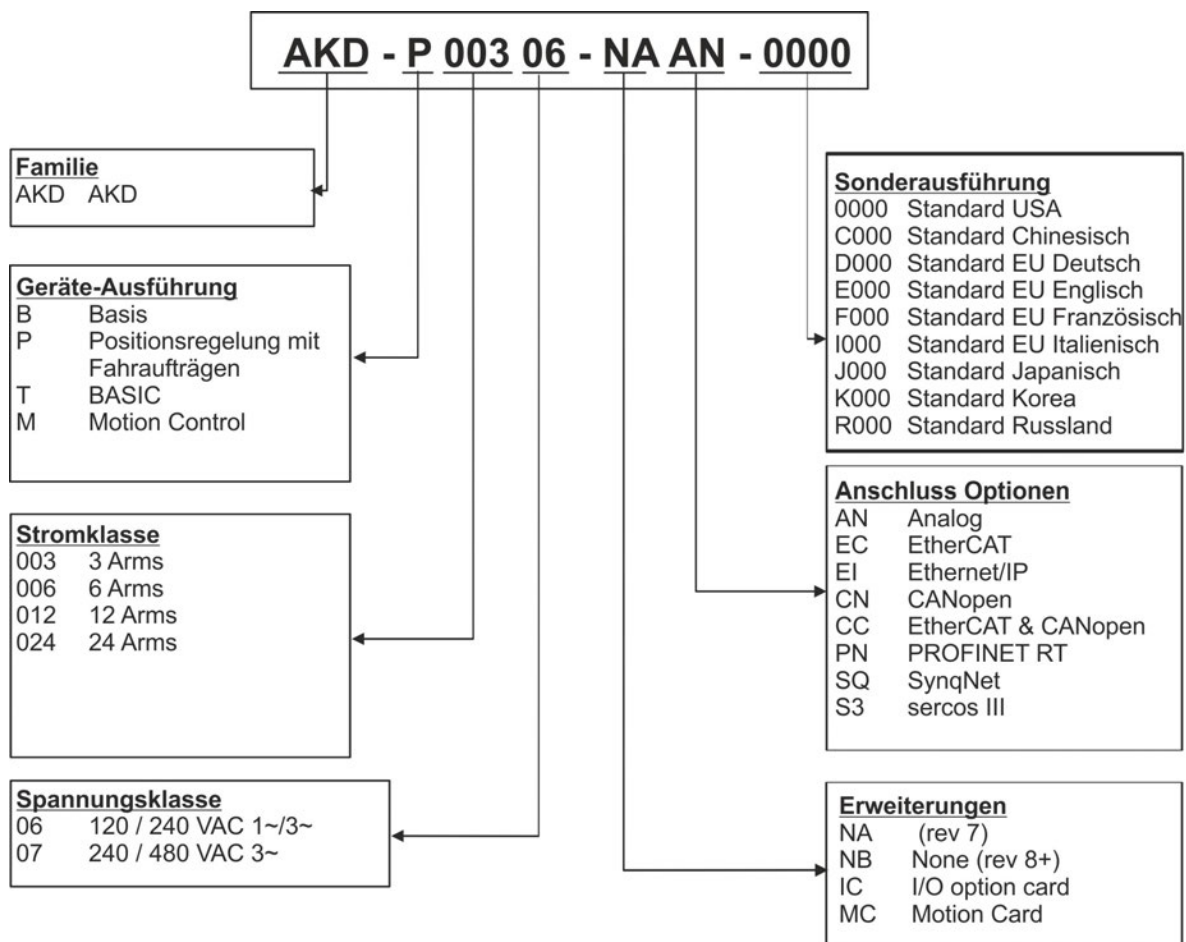 AKD - P 003 06 - NA AN - 0000
Familie
AKD AKD
Geräte-Ausführung
B Basis
P Positionsregelung mit
Fahraufträgen
T BASIC
M Motion Control
Stromklasse
003 3 Arms
006 6 Arms
012 12 Arms
024 24 Arms
Spannungsklasse
06 120 / 240 VAC 1~/3~
07 240 / 480 VAC 3~
Sonderausführung
0000 Standard USA
C000 Standard Chinesisch
D000 Standard EU Deutsch
E000 Standard EU Englisch
F000 Standard EU Französisch
I000 Standard EU Italienisch
J000 Standard Japanisch
K000 Standard Korea
R000 Standard Russland
Anschluss Optionen
AN Analog
EC EtherCAT
EI Ethernet/IP
CN CANopen
CC EtherCAT & CANopen
PN PROFINET RT
SQ SynqNet
S3 sercos III
Erweiterungen
NA (rev 7)
NB None (rev 8+)
IC I/O option card
MC Motion Card